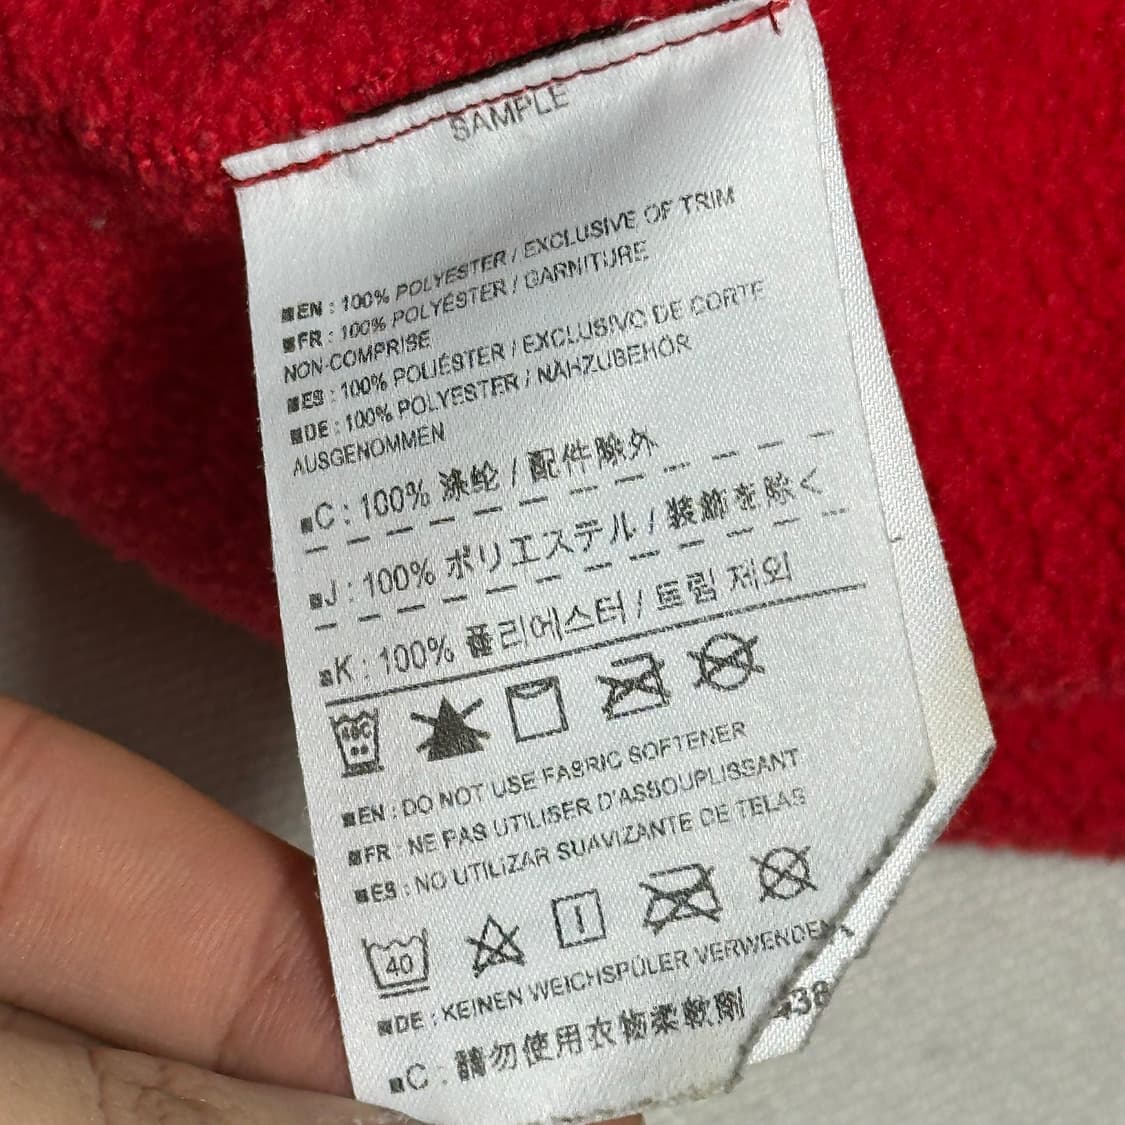 SAMPLE
■EN : 100% POLYESTER / EXCLUSIVE OF TRIM
■FR : 100% POLYÉSTER / GARNITURE
NON-COMPRISE
■ES : 100% POLIÉSTER / EXCLUSIVO DE CORTE
■DE : 100% POLYESTER / NÄHZUBEHÖR
AUSGENOMMEN
■C : 100% 涤纶 / 配件除外
■J : 100% ポリエステル / 装飾を除く
■K : 100% 폴리에스터 / 트림 제외
■EN : DO NOT USE FABRIC SOFTENER
■FR : NE PAS UTILISER D'ASSOUPLISSANT
■ES : NO UTILIZAR SUAVIZANTE DE TELAS
40
■DE : KEINEN WEICHSPÜLER VERWENDEN
■C : 請勿使用衣物柔軟劑